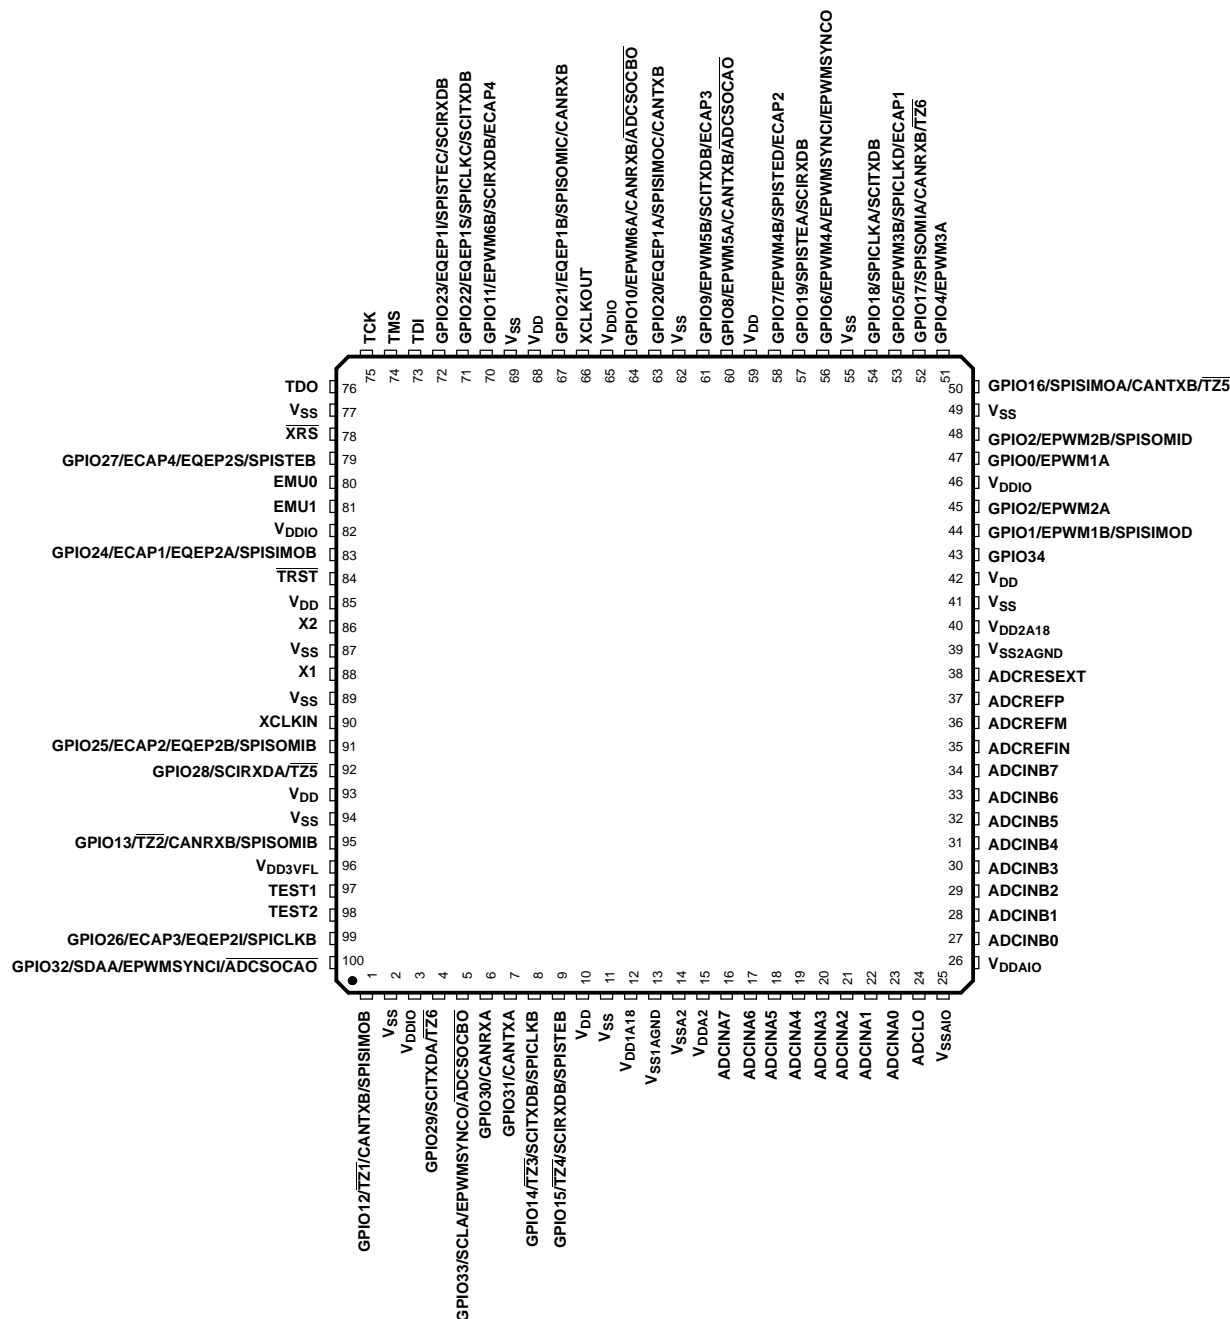 GPIO23/EQEP1I/SPISTEC/SCIRXDB
GPIO22/EQEP1S/SPICLKC/SCITXDB
GPIO11/EPWM6B/SCIRXDB/ECAP4
GPIO21/EQEP1B/SPISOMIC/CANRXB
GPIO10/EPWM6A/CANRXB/ADCSOCBO
GPIO20/EQEP1A/SPISIMOC/CANTXB
GPIO9/EPWM5B/SCITXDB/ECAP3
GPIO8/EPWM5A/CANTXB/ADCSOCAO
GPIO7/EPWM4B/SPISTED/ECAP2
GPIO19/SPISTEA/SCIRXDB
GPIO6/EPWM4A/EPWMSYNCI/EPWMSYNCO
GPIO18/SPICLKA/SCITXDB
GPIO5/EPWM3B/SPICLKD/ECAP1
GPIO17/SPISOMIA/CANRXB/TZ6
GPIO4/EPWM3A
TCK
TMS
TDI
VSS
VDD
XCLKOUT
VDDIO
VSS
VDD
VSS
75
74
73
72
71
70
69
68
67
66
65
64
63
62
61
60
59
58
57
56
55
54
53
52
51
TDO 76
VSS 77
XRS 78
GPIO27/ECAP4/EQEP2S/SPISTEB 79
EMU0 80
EMU1 81
VDDIO 82
GPIO24/ECAP1/EQEP2A/SPISIMOB 83
TRST 84
VDD 85
X2 86
VSS 87
X1 88
VSS 89
XCLKIN 90
GPIO25/ECAP2/EQEP2B/SPISOMIB 91
GPIO28/SCIRXDA/TZ5 92
VDD 93
VSS 94
GPIO13/TZ2/CANRXB/SPISOMIB 95
VDD3VFL 96
TEST1 97
TEST2 98
GPIO26/ECAP3/EQEP2I/SPICLKB 99
GPIO32/SDAA/EPWMSYNCI/ADCSOCAO 100
50 GPIO16/SPISIMOA/CANTXB/TZ5
49 VSS
48 GPIO2/EPWM2B/SPISOMID
47 GPIO0/EPWM1A
46 VDDIO
45 GPIO2/EPWM2A
44 GPIO1/EPWM1B/SPISIMOD
43 GPIO34
42 VDD
41 VSS
40 VDD2A18
39 VSS2AGND
38 ADCRESEXT
37 ADCREFP
36 ADCREFM
35 ADCREFIN
34 ADCINB7
33 ADCINB6
32 ADCINB5
31 ADCINB4
30 ADCINB3
29 ADCINB2
28 ADCINB1
27 ADCINB0
26 VDDAIO
1
2
3
4
5
6
7
8
9
10
11
12
13
14
15
16
17
18
19
20
21
22
23
24
25
GPIO12/TZ1/CANTXB/SPISIMOB
VSS
VDDIO
GPIO29/SCITXDA/TZ6
GPIO33/SCLA/EPWMSYNCO/ADCSOCBO
GPIO30/CANRXA
GPIO31/CANTXA
GPIO14/TZ3/SCITXDB/SPICLKB
GPIO15/TZ4/SCIRXDB/SPISTEB
VDD
VSS
VDD1A18
VSS1AGND
VSSA2
VDDA2
ADCINA7
ADCINA6
ADCINA5
ADCINA4
ADCINA3
ADCINA2
ADCINA1
ADCINA0
ADCLO
VSSAIO